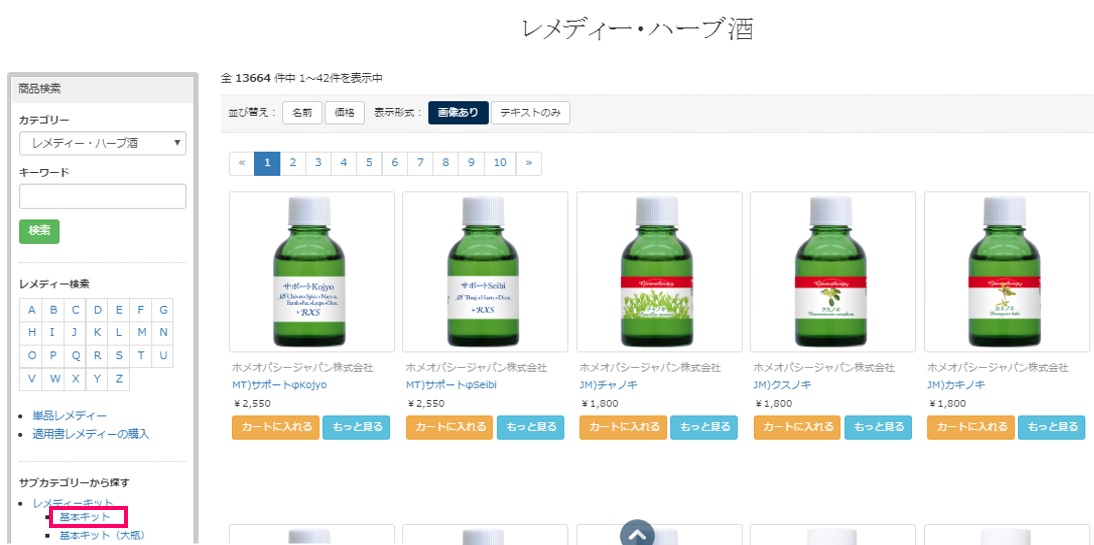 レメディー・ハーブ酒
商品検索
カテゴリー
レメディー・ハーブ酒 ▼
キーワード
検索
レメディー検索
A B C D E F G
H I J K L M N
O P Q R S T U
V W X Y Z
単品レメディー
適用書レメディーの購入
サブカテゴリーから探す
レメディーキット
基本キット
基本キット（大瓶）
全 13664 件中 1～42件を表示中
並び替え： 名前 価格 表示形式： 画像あり テキストのみ
« 1 2 3 4 5 6 7 8 9 10 »
サポートKojyo
+RXS
ホメオパシージャパン株式会社
MT)サポートφKojyo
￥2,550
カートに入れる もっと見る
サポートSeibi
+RXS
ホメオパシージャパン株式会社
MT)サポートφSeibi
￥2,550
カートに入れる もっと見る
チャノキ
ホメオパシージャパン株式会社
JM)チャノキ
￥1,800
カートに入れる もっと見る
クスノキ
ホメオパシージャパン株式会社
JM)クスノキ
￥1,800
カートに入れる もっと見る
カキノキ
ホメオパシージャパン株式会社
JM)カキノキ
￥1,800
カートに入れる もっと見る